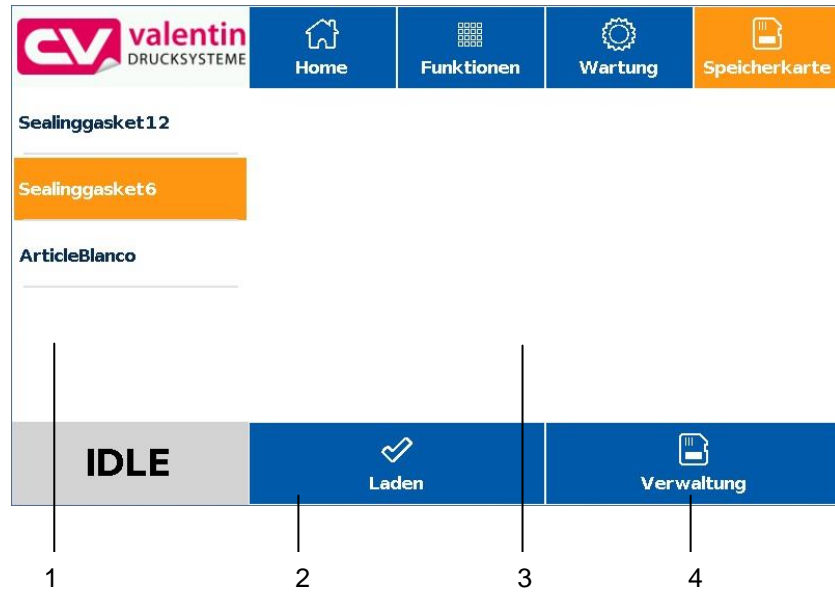 CV valentin
DRUCKSYSTEME
Home
Funktionen
Wartung
Speicherkarte
Sealinggasket12
Sealinggasket6
ArticleBlanco
IDLE
Laden
Verwaltung
1 2 3 4